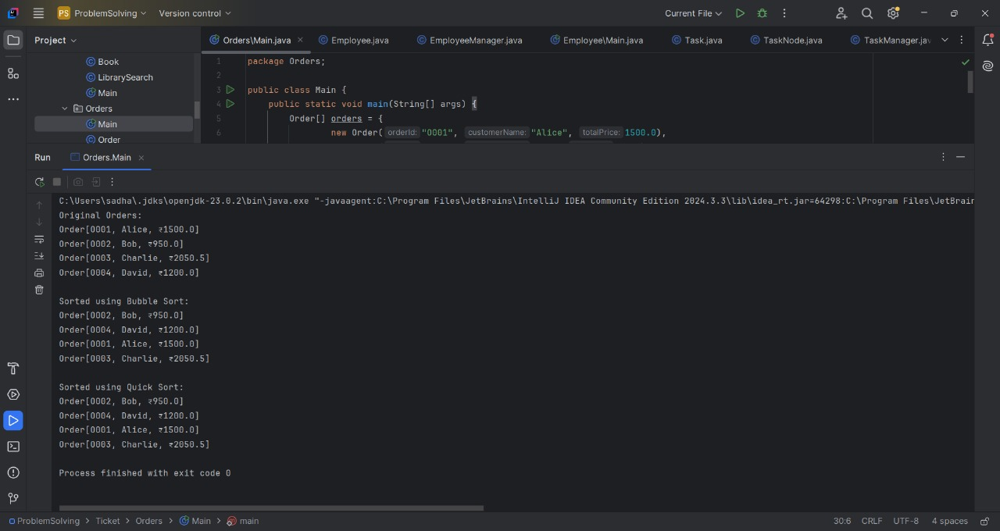 PS ProblemSolving Version control Current File
Project
Orders\Main.java Employee.java EmployeeManager.java Employee\Main.java Task.java TaskNode.java TaskManager.jav
Book
LibrarySearch
Main
Orders
Main
Order
1 package Orders;
2
3 public class Main {
4 public static void main(String[] args) {
5 Order[] orders = {
6 new Order( orderId: "0001", customerName: "Alice", totalPrice: 1500.0),
Run Orders.Main
C:\Users\sadha\.jdks\openjdk-23.0.2\bin\java.exe "-javaagent:C:\Program Files\JetBrains\IntelliJ IDEA Community Edition 2024.3.3\lib\idea_rt.jar=64298:C:\Program Files\JetBrain
Original Orders:
Order[0001, Alice, ₹1500.0]
Order[0002, Bob, ₹950.0]
Order[0003, Charlie, ₹2050.5]
Order[0004, David, ₹1200.0]
Sorted using Bubble Sort:
Order[0002, Bob, ₹950.0]
Order[0004, David, ₹1200.0]
Order[0001, Alice, ₹1500.0]
Order[0003, Charlie, ₹2050.5]
Sorted using Quick Sort:
Order[0002, Bob, ₹950.0]
Order[0004, David, ₹1200.0]
Order[0001, Alice, ₹1500.0]
Order[0003, Charlie, ₹2050.5]
Process finished with exit code 0
ProblemSolving > Ticket > Orders > Main > main 30:6 CRLF UTF-8 4 spaces